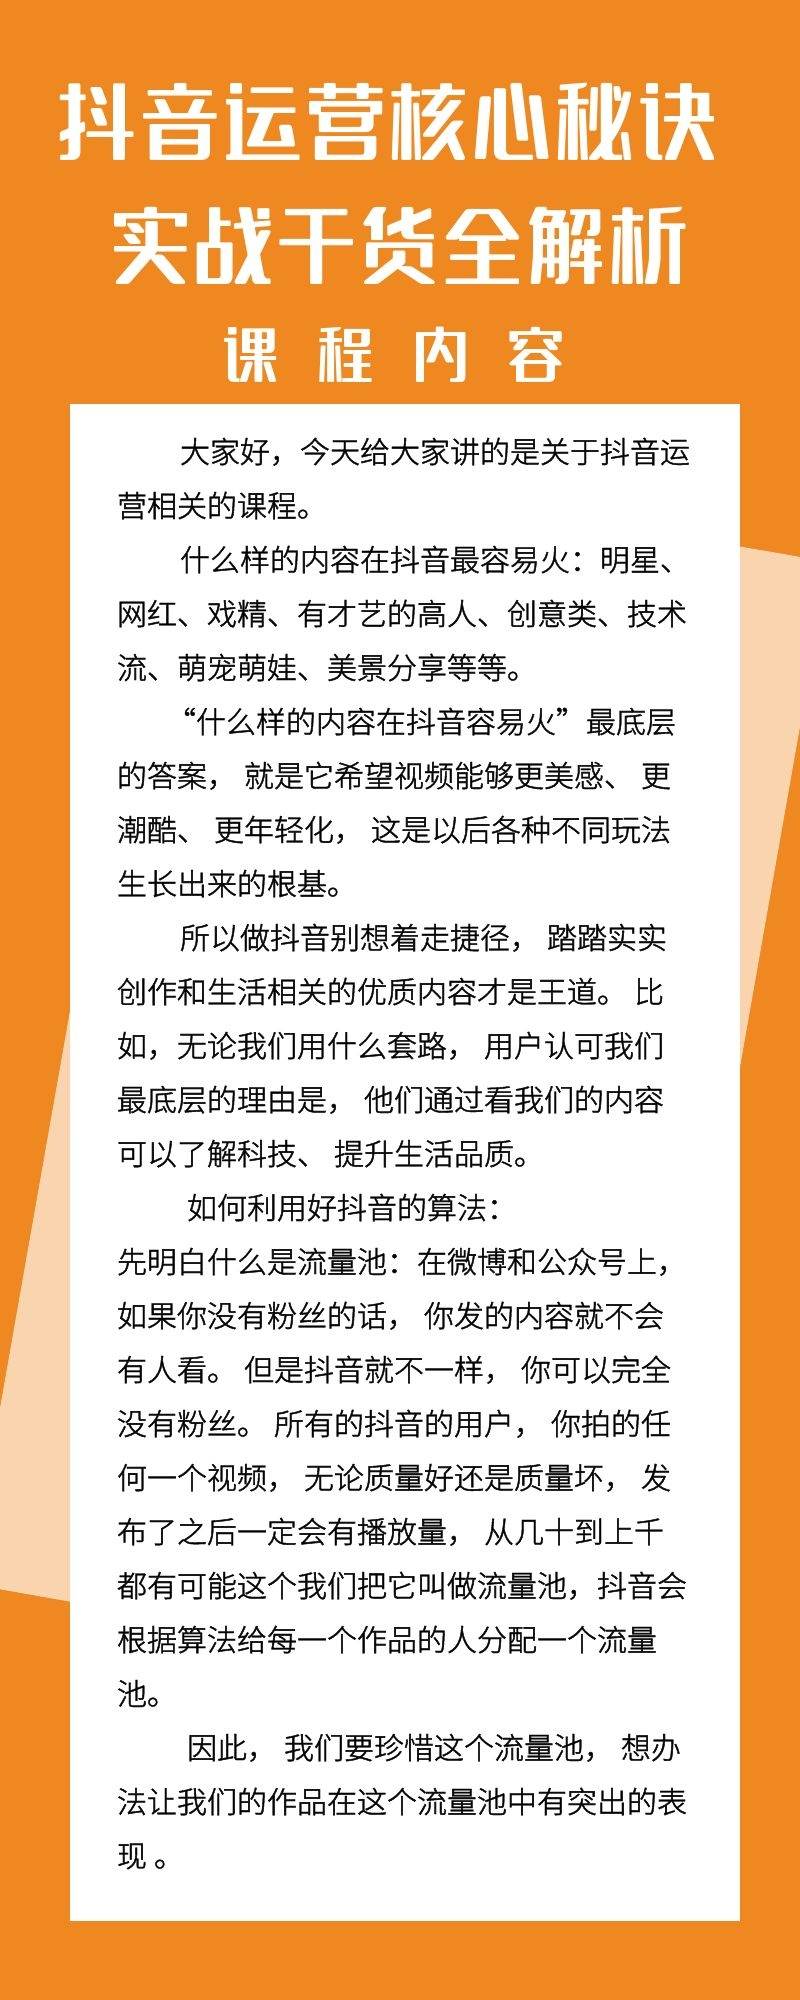 抖音运营核心秘诀
实战干货全解析
课程内容
大家好，今天给大家讲的是关于抖音运
营相关的课程。
什么样的内容在抖音最容易火：明星、
网红、戏精、有才艺的高人、创意类、技术
流、萌宠萌娃、美景分享等等。
“什么样的内容在抖音容易火”最底层
的答案， 就是它希望视频能够更美感、 更
潮酷、 更年轻化， 这是以后各种不同玩法
生长出来的根基。
所以做抖音别想着走捷径， 踏踏实实
创作和生活相关的优质内容才是王道。 比
如，无论我们用什么套路， 用户认可我们
最底层的理由是， 他们通过看我们的内容
可以了解科技、 提升生活品质。
如何利用好抖音的算法：
先明白什么是流量池：在微博和公众号上，
如果你没有粉丝的话， 你发的内容就不会
有人看。 但是抖音就不一样， 你可以完全
没有粉丝。 所有的抖音的用户， 你拍的任
何一个视频， 无论质量好还是质量坏， 发
布了之后一定会有播放量， 从几十到上千
都有可能这个我们把它叫做流量池，抖音会
根据算法给每一个作品的人分配一个流量
池。
因此， 我们要珍惜这个流量池， 想办
法让我们的作品在这个流量池中有突出的表
现 。